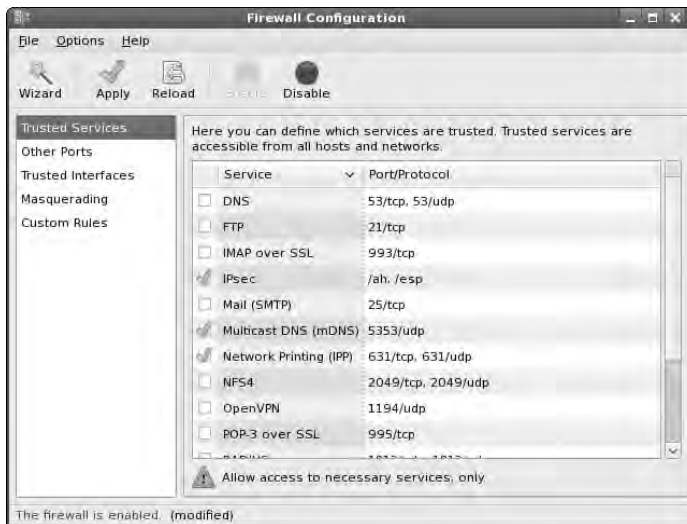 Firewall Configuration
File Options Help
Wizard Apply Reload Disable
Trusted Services
Other Ports
Trusted Interfaces
Masquerading
Custom Rules
Here you can define which services are trusted. Trusted services are
accessible from all hosts and networks.
Service Port/Protocol
DNS 53/tcp, 53/udp
FTP 21/tcp
IMAP over SSL 993/tcp
IPsec /ah, /esp
Mail (SMTP) 25/tcp
Multicast DNS (mDNS) 5353/udp
Network Printing (IPP) 631/tcp, 631/udp
NFS4 2049/tcp, 2049/udp
OpenVPN 1194/udp
POP-3 over SSL 995/tcp
Allow access to necessary services, only
The firewall is enabled. (modified)